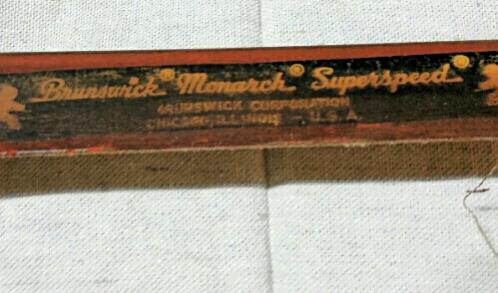 Brunswick® Monarch® Superspeed®
BRUNSWICK CORPORATION
CHICAGO, ILLINOIS U.S.A.